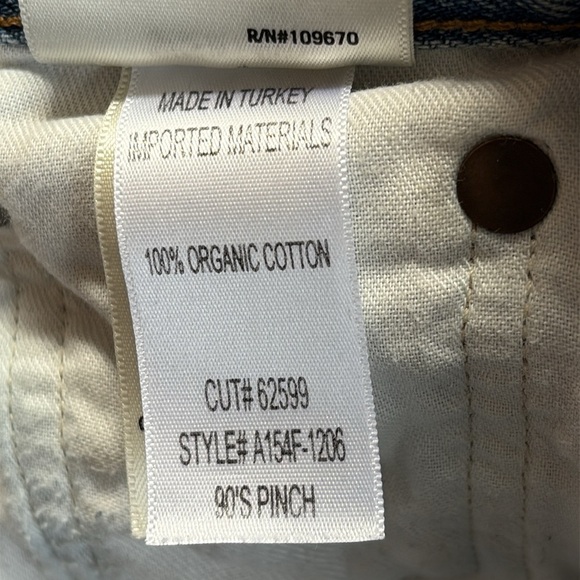 R/N#109670
MADE IN TURKEY
IMPORTED MATERIALS
100% ORGANIC COTTON
CUT# 62599
STYLE# A154F-1206
90'S PINCH